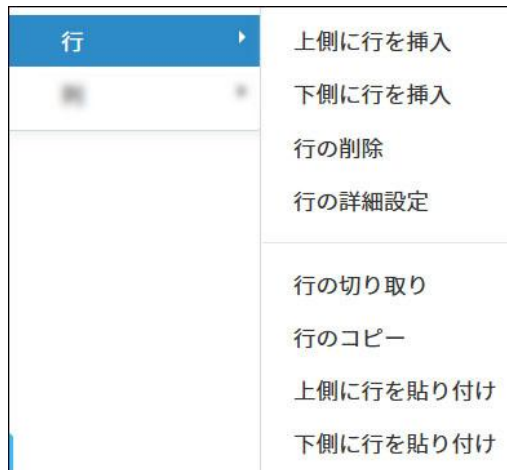 行
上側に行を挿入
下側に行を挿入
行の削除
行の詳細設定
行の切り取り
行のコピー
上側に行を貼り付け
下側に行を貼り付け